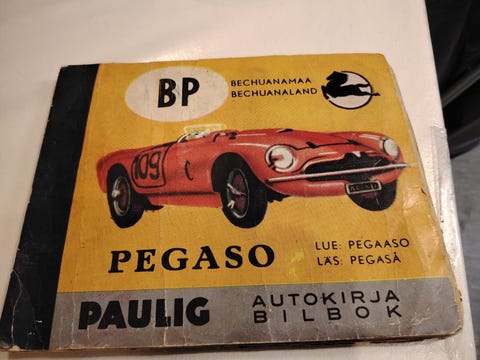 BP
BECHUANAMAA
BECHUANALAND
109
PEGASO
LUE: PEGAASO
LÄS: PEGASÅ
PAULIG
AUTOKIRJA
BILBOK